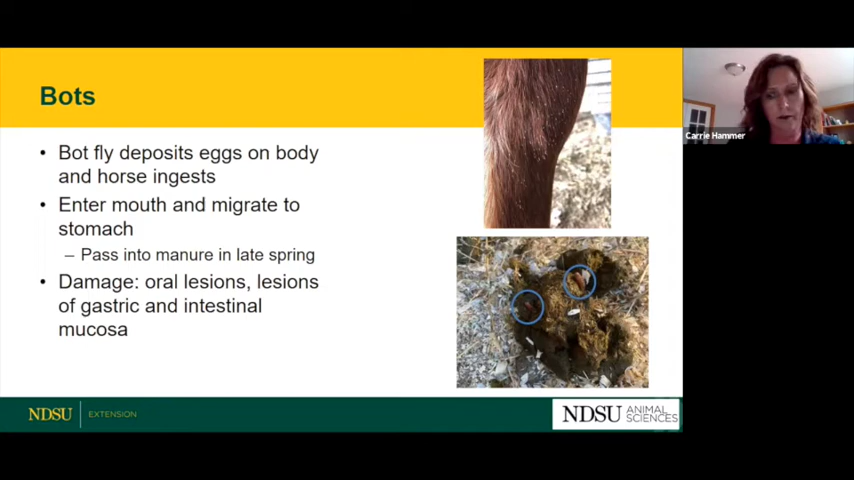 Bots
• Bot fly deposits eggs on body
and horse ingests
• Enter mouth and migrate to
stomach
– Pass into manure in late spring
• Damage: oral lesions, lesions
of gastric and intestinal
mucosa
Carrie Hammer
NDSU EXTENSION
NDSU ANIMAL
SCIENCES